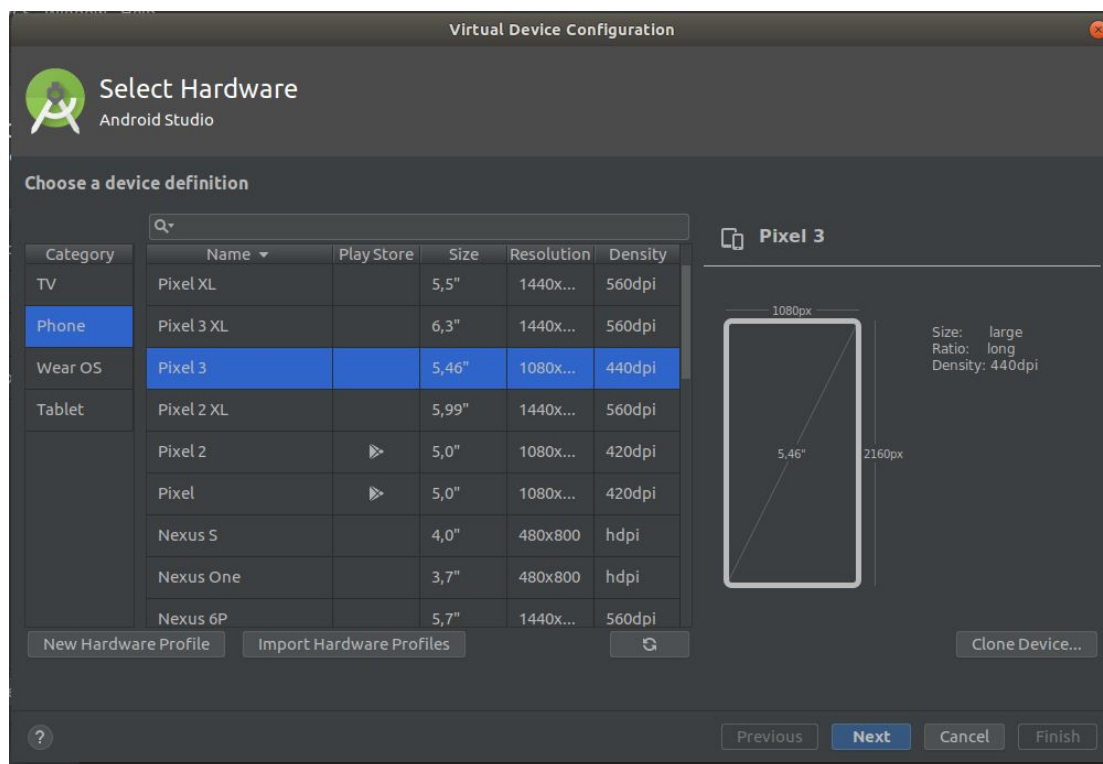 Virtual Device Configuration
Select Hardware
Android Studio
Choose a device definition
Category
TV
Phone
Wear OS
Tablet
Name Play Store Size Resolution Density
Pixel XL 5,5" 1440x... 560dpi
Pixel 3 XL 6,3" 1440x... 560dpi
Pixel 3 5,46" 1080x... 440dpi
Pixel 2 XL 5,99" 1440x... 560dpi
Pixel 2 5,0" 1080x... 420dpi
Pixel 5,0" 1080x... 420dpi
Nexus S 4,0" 480x800 hdpi
Nexus One 3,7" 480x800 hdpi
Nexus 6P 5,7" 1440x... 560dpi
New Hardware Profile Import Hardware Profiles
Pixel 3
1080px
5,46"
2160px
Size: large
Ratio: long
Density: 440dpi
Clone Device...
?
Previous Next Cancel Finish